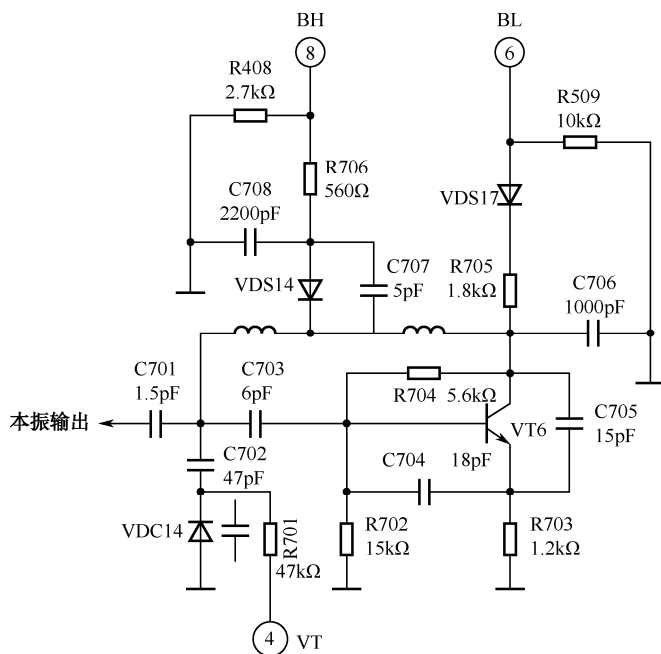 BH
BL
8
6
R408
2.7kΩ
R509
10kΩ
R706
560Ω
C708
2200pF
VDS17
VDS14
C707
5pF
R705
1.8kΩ
C706
1000pF
C701
1.5pF
C703
6pF
R704
5.6kΩ
本振输出
C702
47pF
C704
18pF
VT6
C705
15pF
VDC14
R701
47kΩ
R702
15kΩ
R703
1.2kΩ
4
VT